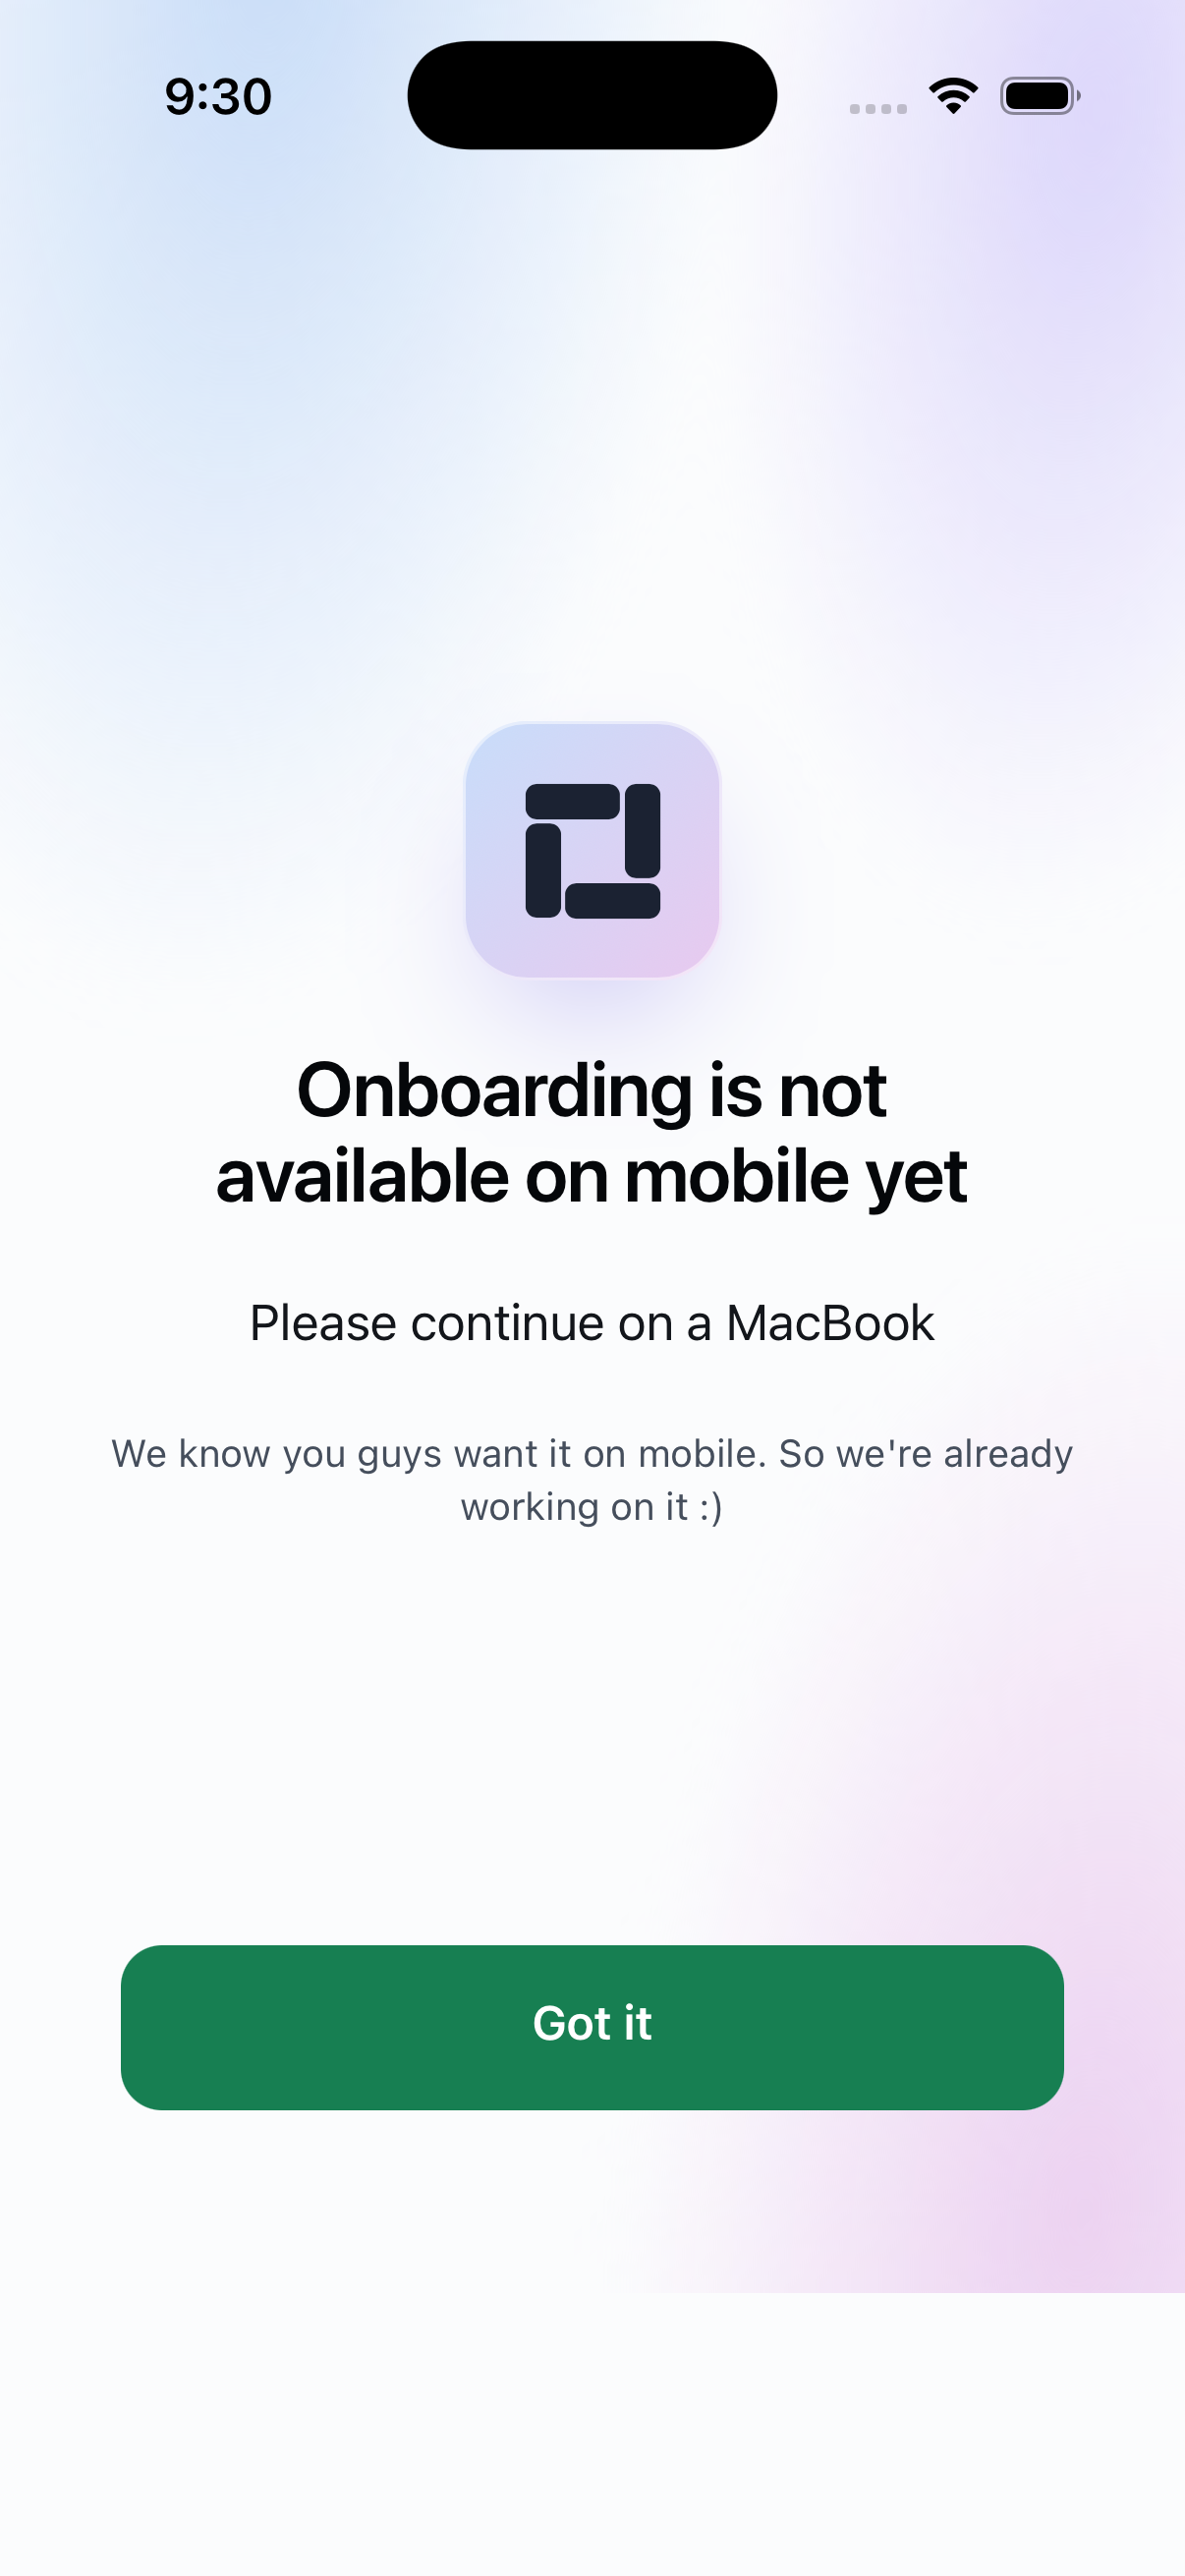 9:30
Onboarding is not
available on mobile yet
Please continue on a MacBook
We know you guys want it on mobile. So we're already
working on it :)
Got it